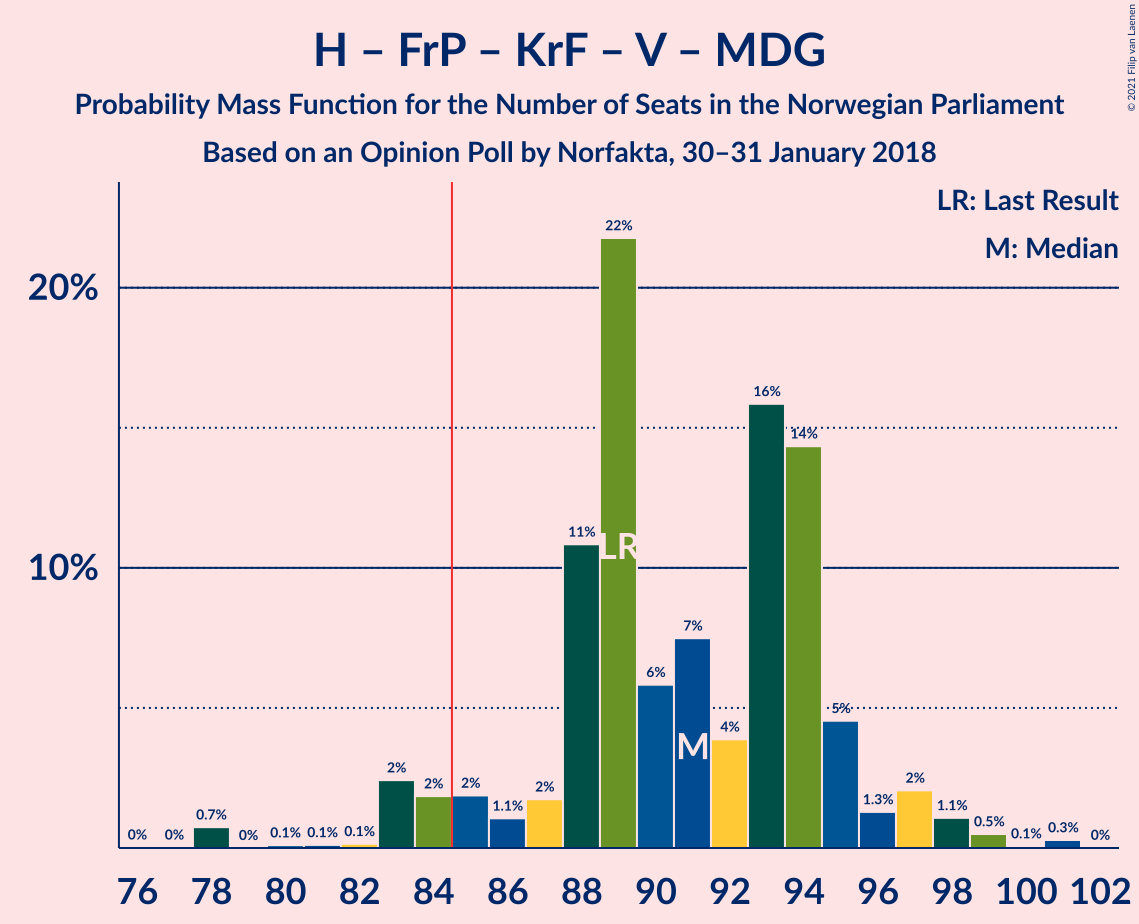 H – FrP – KrF – V – MDG
Probability Mass Function for the Number of Seats in the Norwegian Parliament
Based on an Opinion Poll by Norfakta, 30–31 January 2018
© 2021 Filip van Laenen
LR: Last Result
M: Median
20%
10%
0% 0% 0.7% 0% 0.1% 0.1% 0.1% 2% 2% 2% 1.1% 2% 11% 22% 6% 7% 4% 16% 14% 5% 1.3% 2% 1.1% 0.5% 0.1% 0.3% 0%
LR
M
76 78 80 82 84 86 88 90 92 94 96 98 100 102